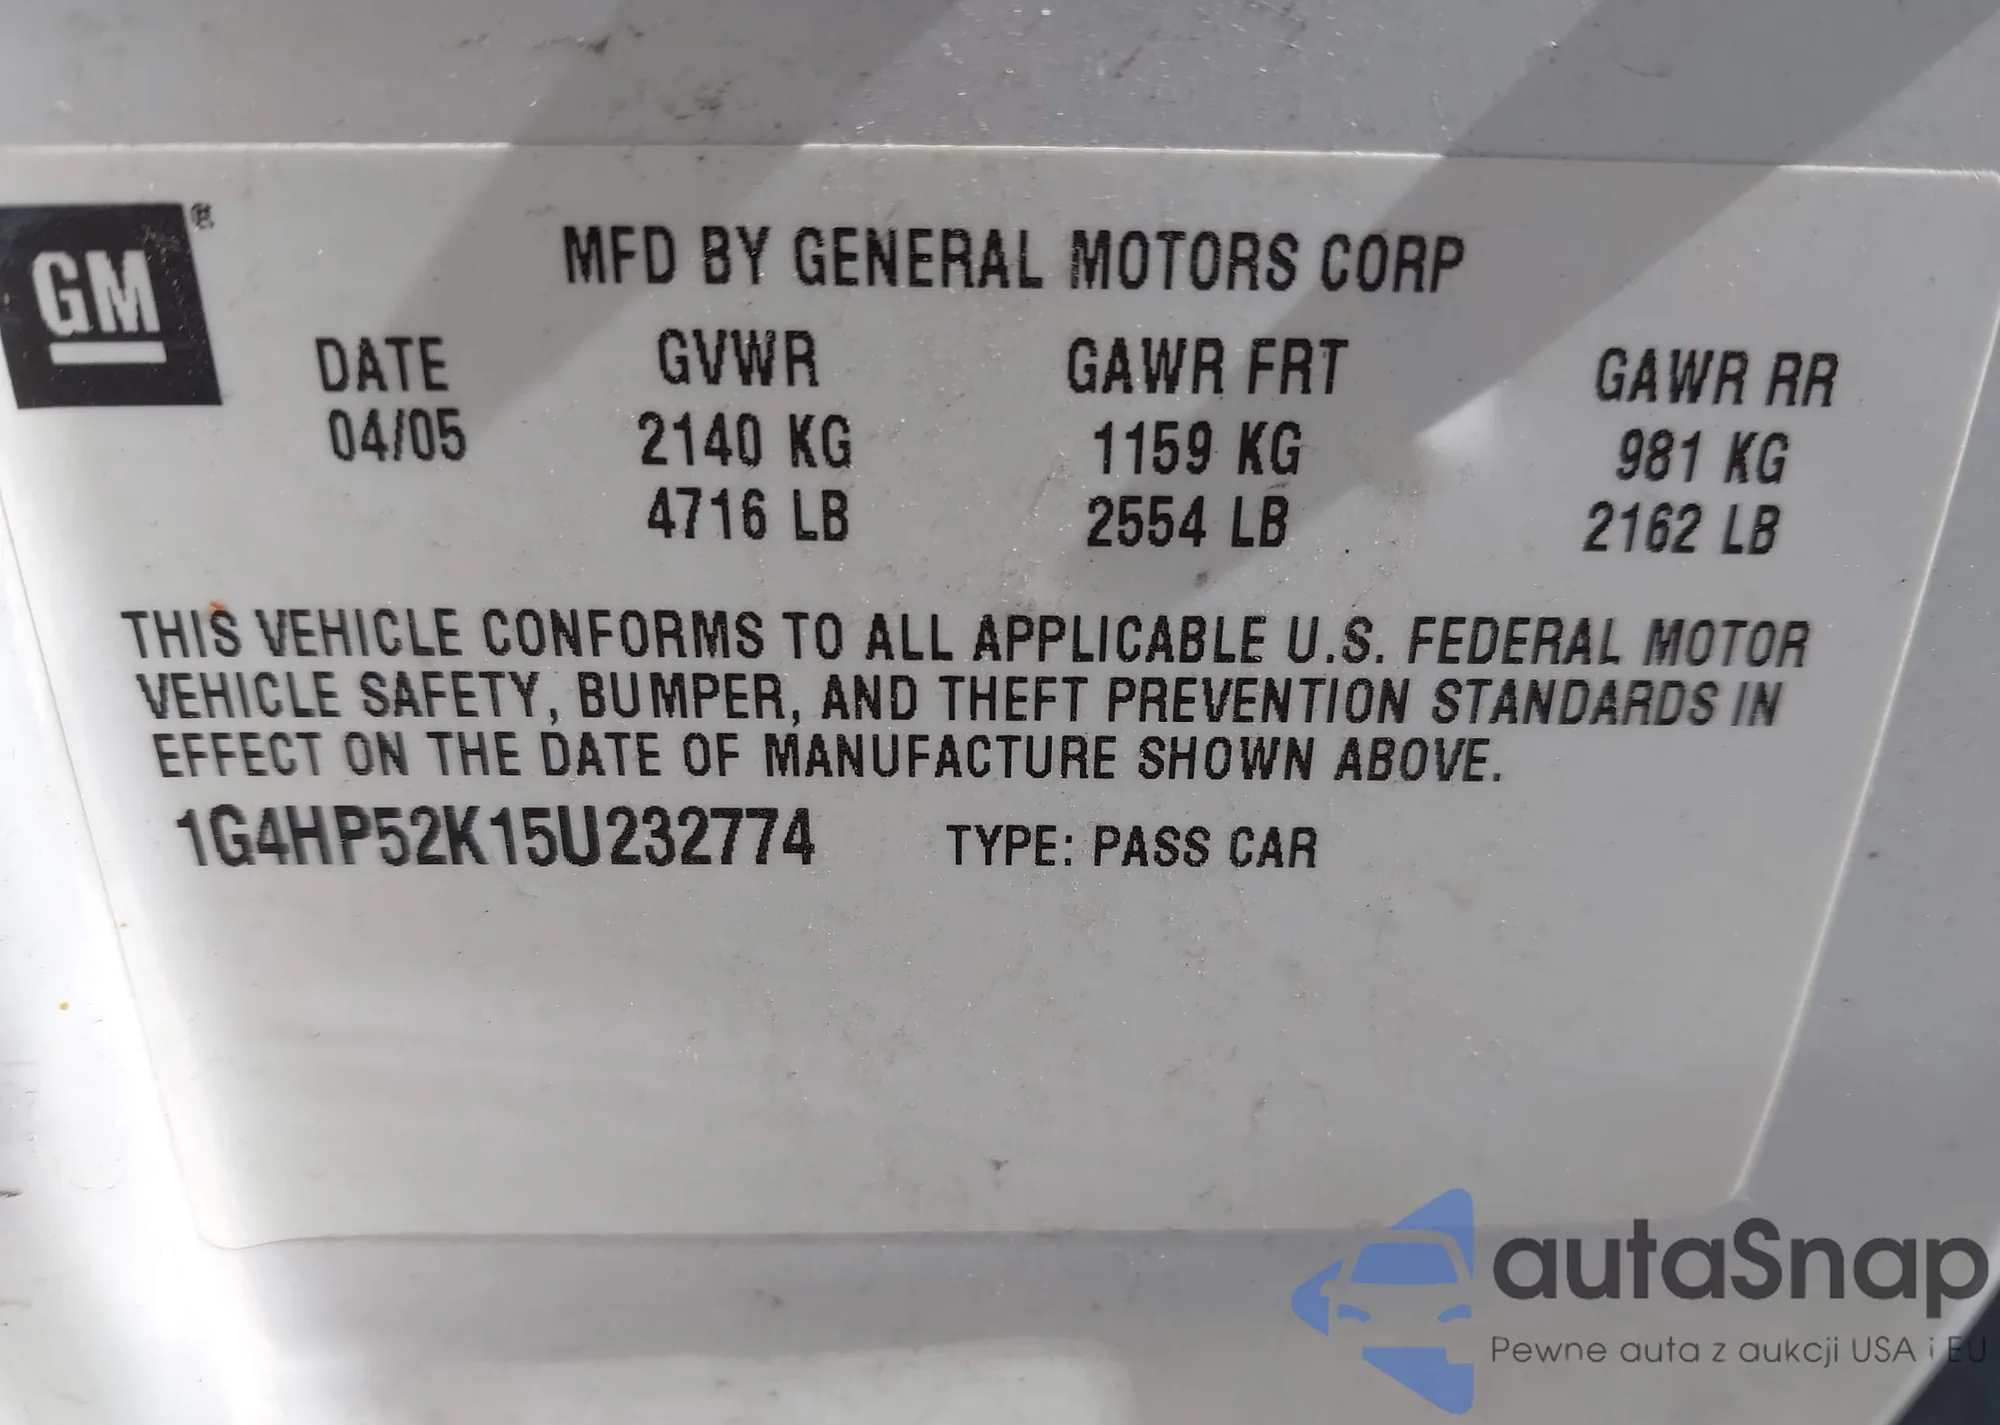 GM ®
MFD BY GENERAL MOTORS CORP
DATE GVWR GAWR FRT GAWR RR
04/05 2140 KG 1159 KG 981 KG
4716 LB 2554 LB 2162 LB
THIS VEHICLE CONFORMS TO ALL APPLICABLE U.S. FEDERAL MOTOR
VEHICLE SAFETY, BUMPER, AND THEFT PREVENTION STANDARDS IN
EFFECT ON THE DATE OF MANUFACTURE SHOWN ABOVE.
1G4HP52K15U232774 TYPE: PASS CAR
autaSnap
Pewne auta z aukcji USA i EU